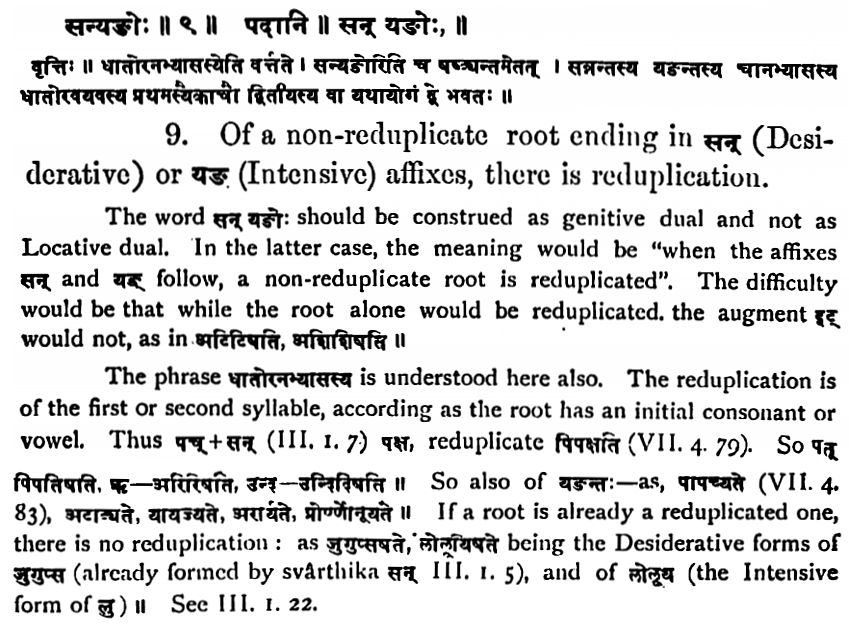 सन्यङोः ॥ ९ ॥ पदानि ॥ सन् यङोः, ॥
वृत्तिः ॥ धातोरनभ्यासस्येति वर्त्तते । सन्यङोरिति च षष्ठ्यन्तमेतत् । सन्नन्तस्य यङन्तस्य चानभ्यासस्य
धातोरवयवस्य प्रथमस्यैकाचो द्वितीयस्य वा यथायोगं द्वे भवतः ॥
9. Of a non-reduplicate root ending in सन् (Desi-
derative) or यङ् (Intensive) affixes, there is reduplication.
The word सन् यङोः should be construed as genitive dual and not as
Locative dual. In the latter case, the meaning would be “when the affixes
सन् and यङ् follow, a non-reduplicate root is reduplicated”. The difficulty
would be that while the root alone would be reduplicated. the augment इट्
would not, as in अटिटिषति, अशिशिषति ॥
The phrase धातोरनभ्यासस्य is understood here also. The reduplication is
of the first or second syllable, according as the root has an initial consonant or
vowel. Thus पच्+सन् (III. 1. 7) पक्ष, reduplicate पिपक्षति (VII. 4. 79). So पत्
पिपतिषति, ऋ—अरिरिषति, उन्द—उन्दिदिषति ॥ So also of यङन्तः—as, पापच्यते (VII. 4.
83), अटाट्यते, यायज्यते, अरार्यते, प्रोर्णोनूयते ॥ If a root is already a reduplicated one,
there is no reduplication : as जुगुप्सषते, लोलूयिषते being the Desiderative forms of
जुगुप्स (already formed by svârthika सन् III. 1. 5), and of लोलूय (the Intensive
form of लु) ॥ See III. 1. 22.